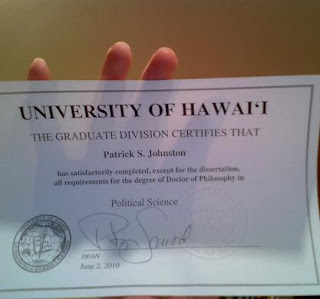 UNIVERSITY OF HAWAI‘I
THE GRADUATE DIVISION CERTIFIES THAT
Patrick S. Johnston
has satisfactorily completed, except for the dissertation,
all requirements for the degree of Doctor of Philosophy in
Political Science
DEAN
June 2, 2010